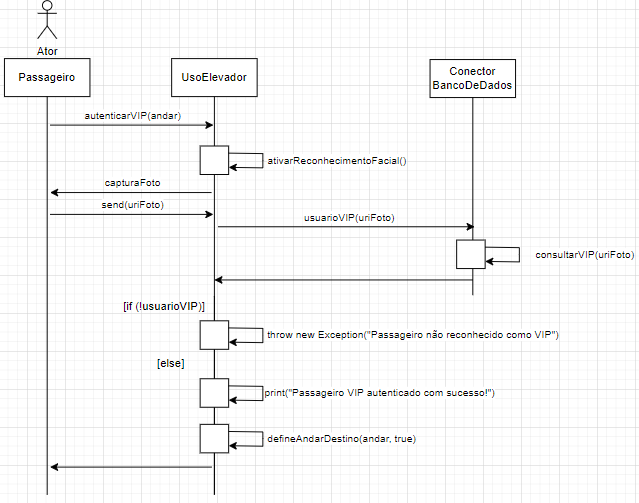 Ator
Passageiro
UsoElevador
Conector
BancoDeDados
autenticarVIP(andar)
ativarReconhecimentoFacial()
capturaFoto
send(uriFoto)
usuarioVIP(uriFoto)
consultarVIP(uriFoto)
[if (!usuarioVIP)]
throw new Exception("Passageiro não reconhecido como VIP")
[else]
print("Passageiro VIP autenticado com sucesso!")
defineAndarDestino(andar, true)